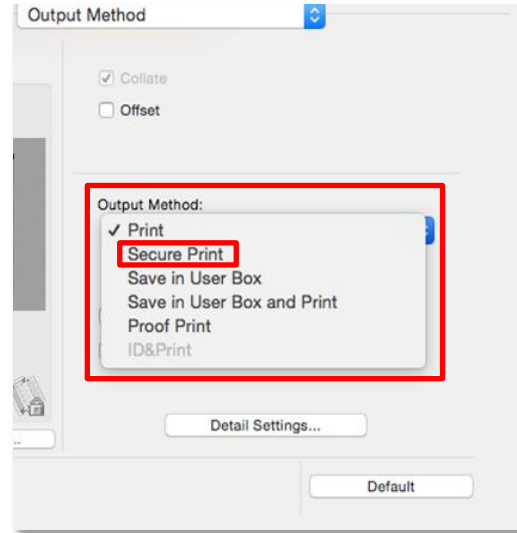 Output Method
Collate
Offset
Output Method:
✓ Print
Secure Print
Save in User Box
Save in User Box and Print
Proof Print
ID&Print
Detail Settings...
..
Default